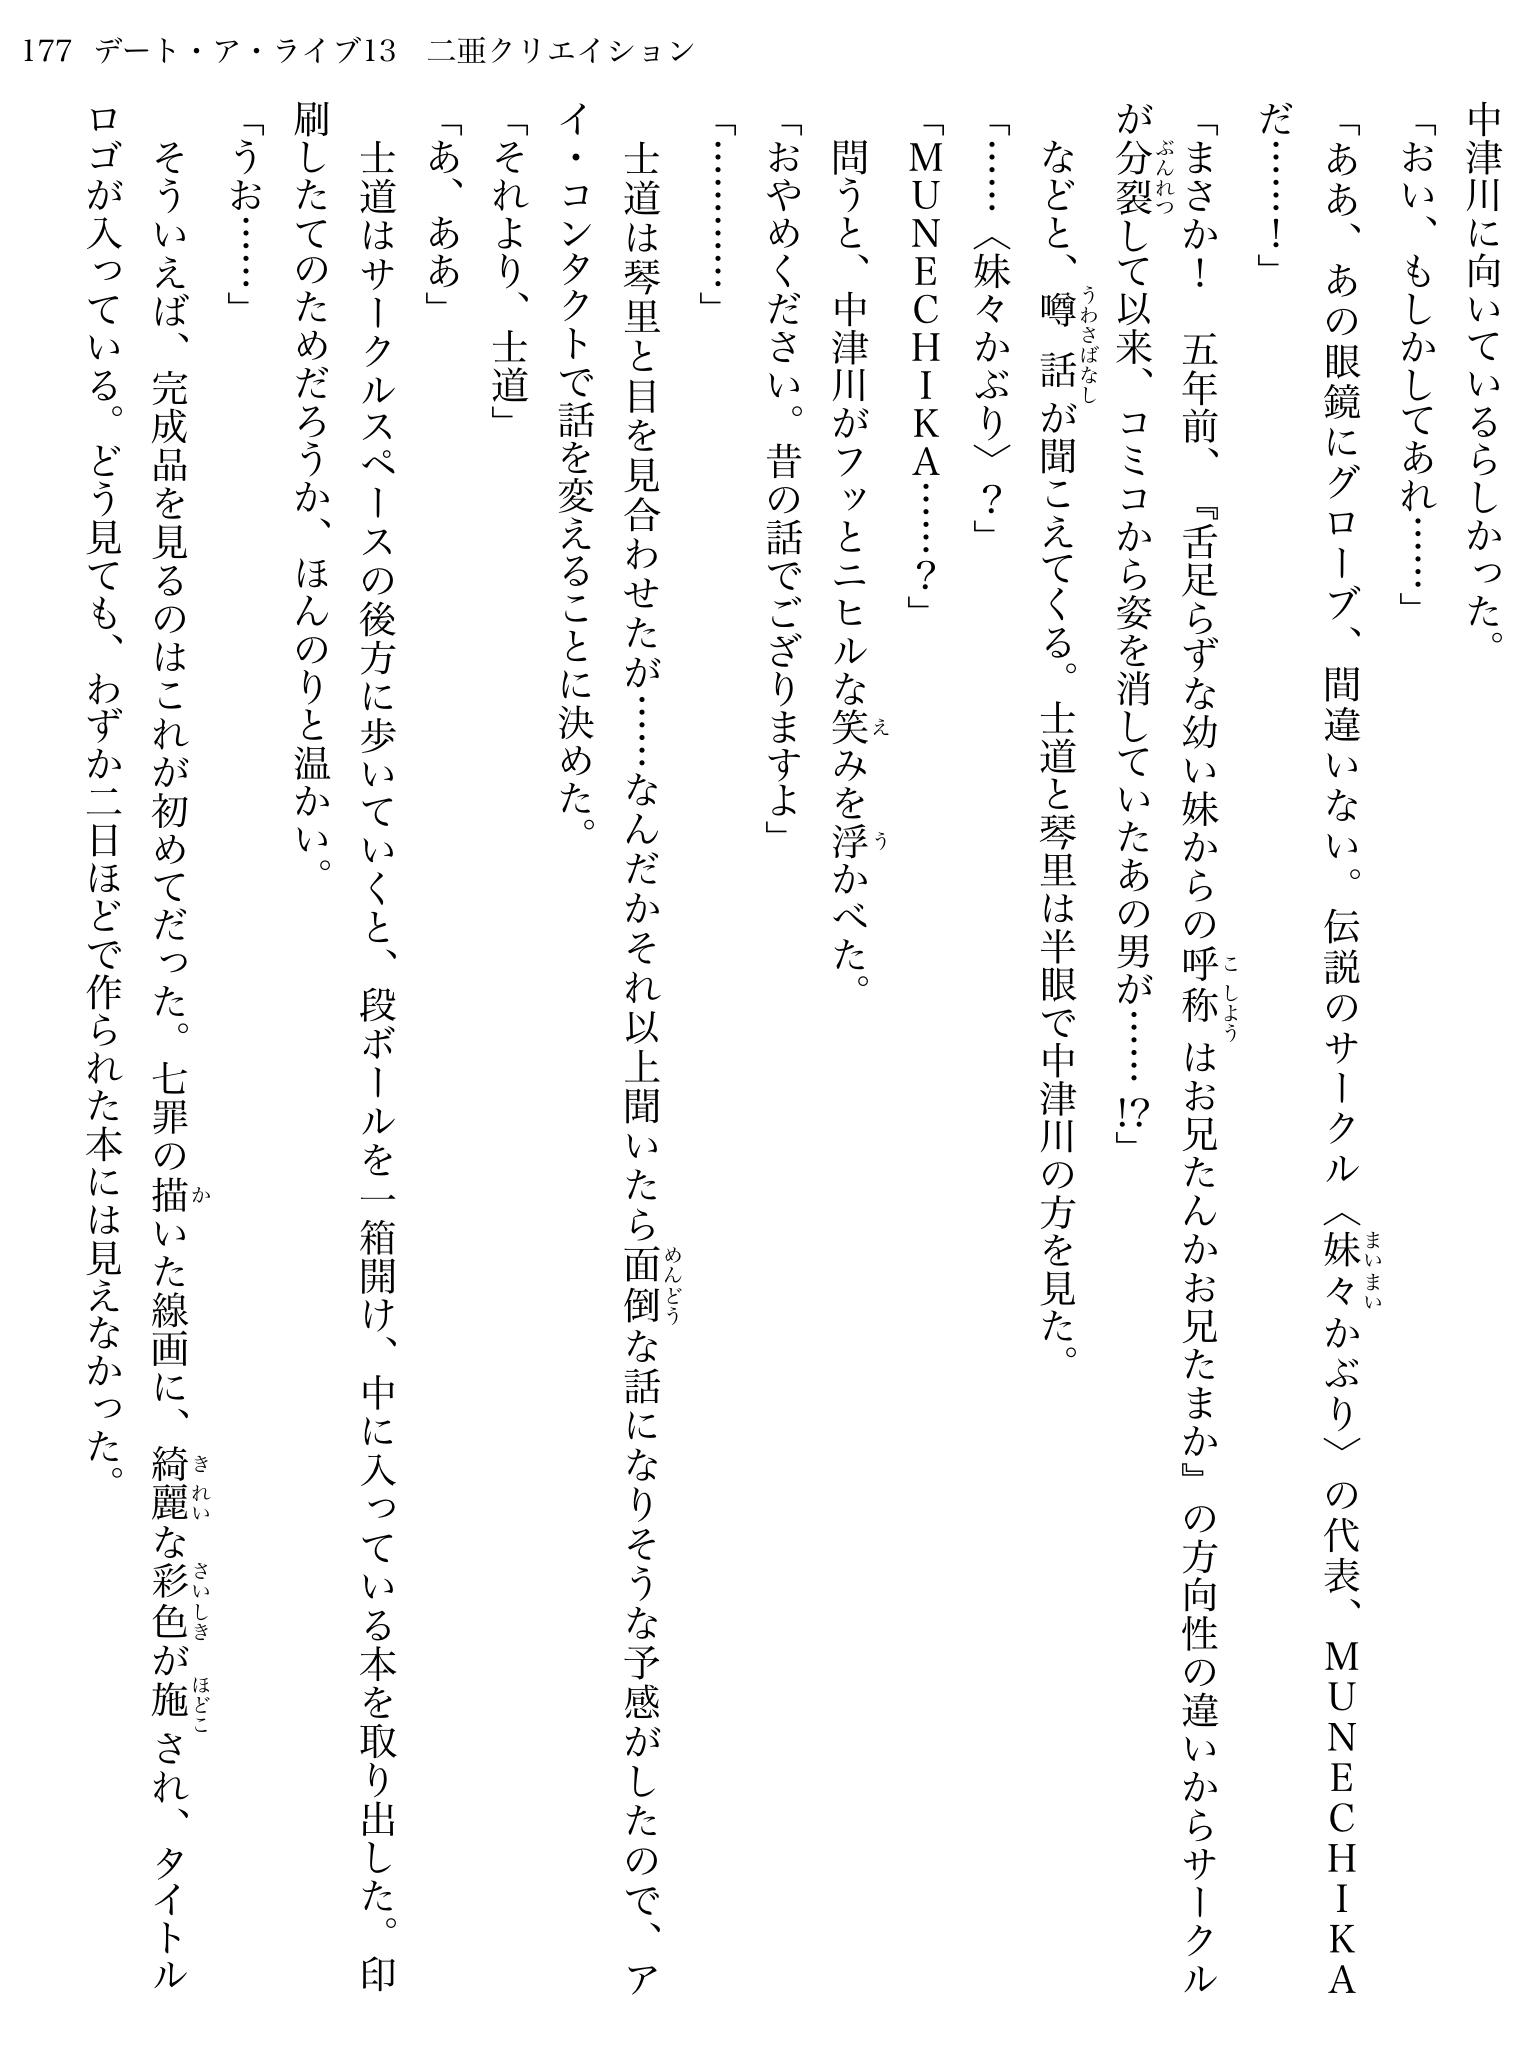 177 デート・ア・ライブ13　二亜クリエイション
中津川に向いているらしかった。
「おい、もしかしてあれ……」
「ああ、あの眼鏡にグローブ、間違いない。伝説のサークル〈妹々かぶり〉の代表、ＭＵＮＥＣＨＩＫＡ
だ……！」
「まさか！　五年前、『舌足らずな幼い妹からの呼称はお兄たんかお兄たまか』の方向性の違いからサークル
が分裂して以来、コミコから姿を消していたあの男が……!?」
などと、噂話が聞こえてくる。士道と琴里は半眼で中津川の方を見た。
「……〈妹々かぶり〉？」
「ＭＵＮＥＣＨＩＫＡ……？」
問うと、中津川がフッとニヒルな笑みを浮かべた。
「おやめください。昔の話でござりますよ」
「…………」
士道は琴里と目を見合わせたが……なんだかそれ以上聞いたら面倒な話になりそうな予感がしたので、ア
イ・コンタクトで話を変えることに決めた。
「それより、士道」
「あ、ああ」
士道はサークルスペースの後方に歩いていくと、段ボールを一箱開け、中に入っている本を取り出した。印
刷したてのためだろうか、ほんのりと温かい。
「うお……」
そういえば、完成品を見るのはこれが初めてだった。七罪の描いた線画に、綺麗な彩色が施され、タイトル
ロゴが入っている。どう見ても、わずか二日ほどで作られた本には見えなかった。